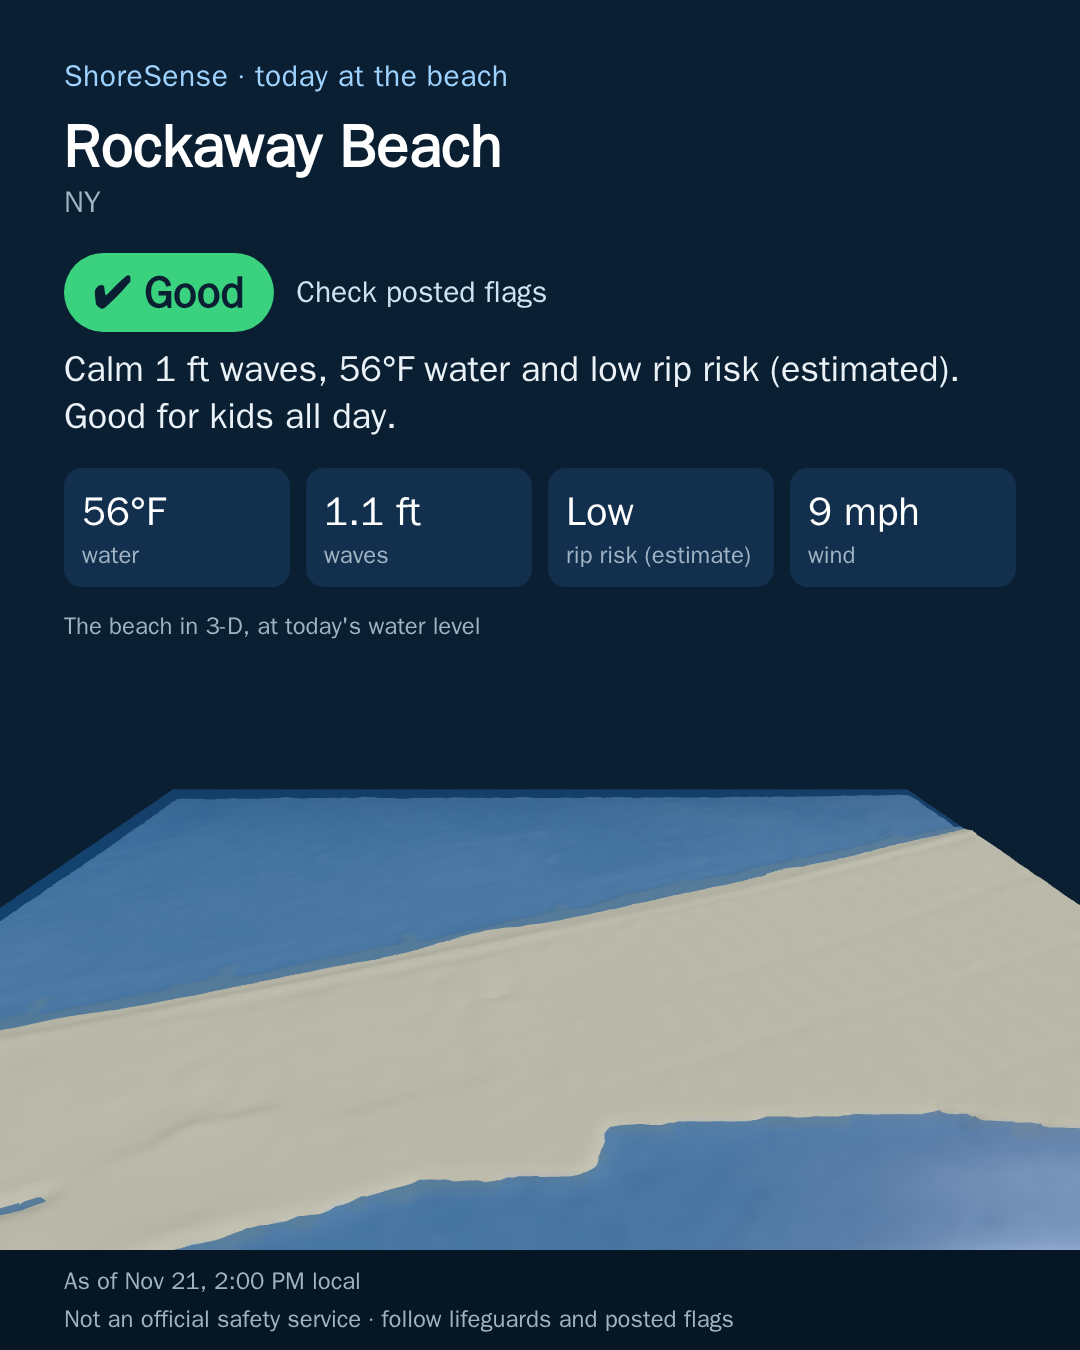 ShoreSense · today at the beach
Rockaway Beach
NY
✔ Good
Check posted flags
Calm 1 ft waves, 56°F water and low rip risk (estimated).
Good for kids all day.
56°F
water
1.1 ft
waves
Low
rip risk (estimate)
9 mph
wind
The beach in 3-D, at today's water level
As of Nov 21, 2:00 PM local
Not an official safety service · follow lifeguards and posted flags